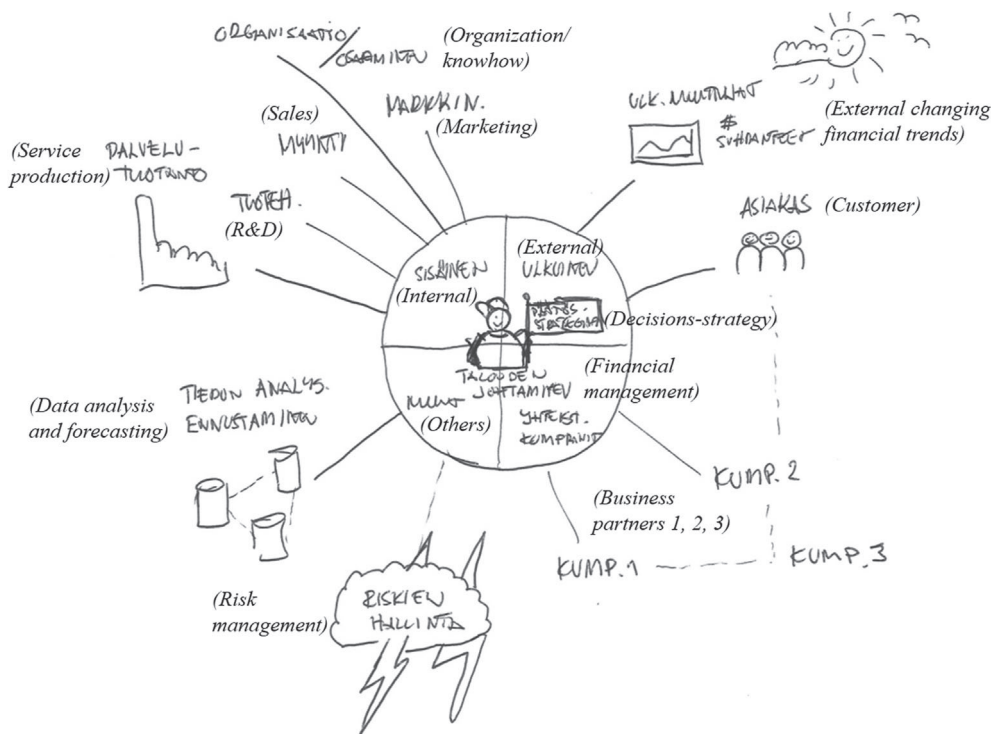 ORGANISAATIO/
OSAAMINEN
(Organization/
knowhow)
MARKKIN.
(Marketing)
(Sales)
MYYNTI
ULK. MUUTTUJAT
$
SUHDANTEET
(External changing
financial trends)
(Service
production)
PALVELU-
TUOTANTO
TUOTEH.
(R&D)
ASIAKAS (Customer)
SISÄINEN
(Internal)
(External)
ULKOINEN
PÄÄTÖS-
STRATEGIA
(Decisions-strategy)
TALOUDEN
JOHTAMINEN
(Financial
management)
MUUT
(Others)
YHTEIST.
KUMPPANIT
(Data analysis
and forecasting)
TIEDON ANALYS.
ENNUSTAMINEN
(Business
partners 1, 2, 3)
KUMP. 2
KUMP. 1
KUMP. 3
(Risk
management)
RISKIEN
HALLINTA